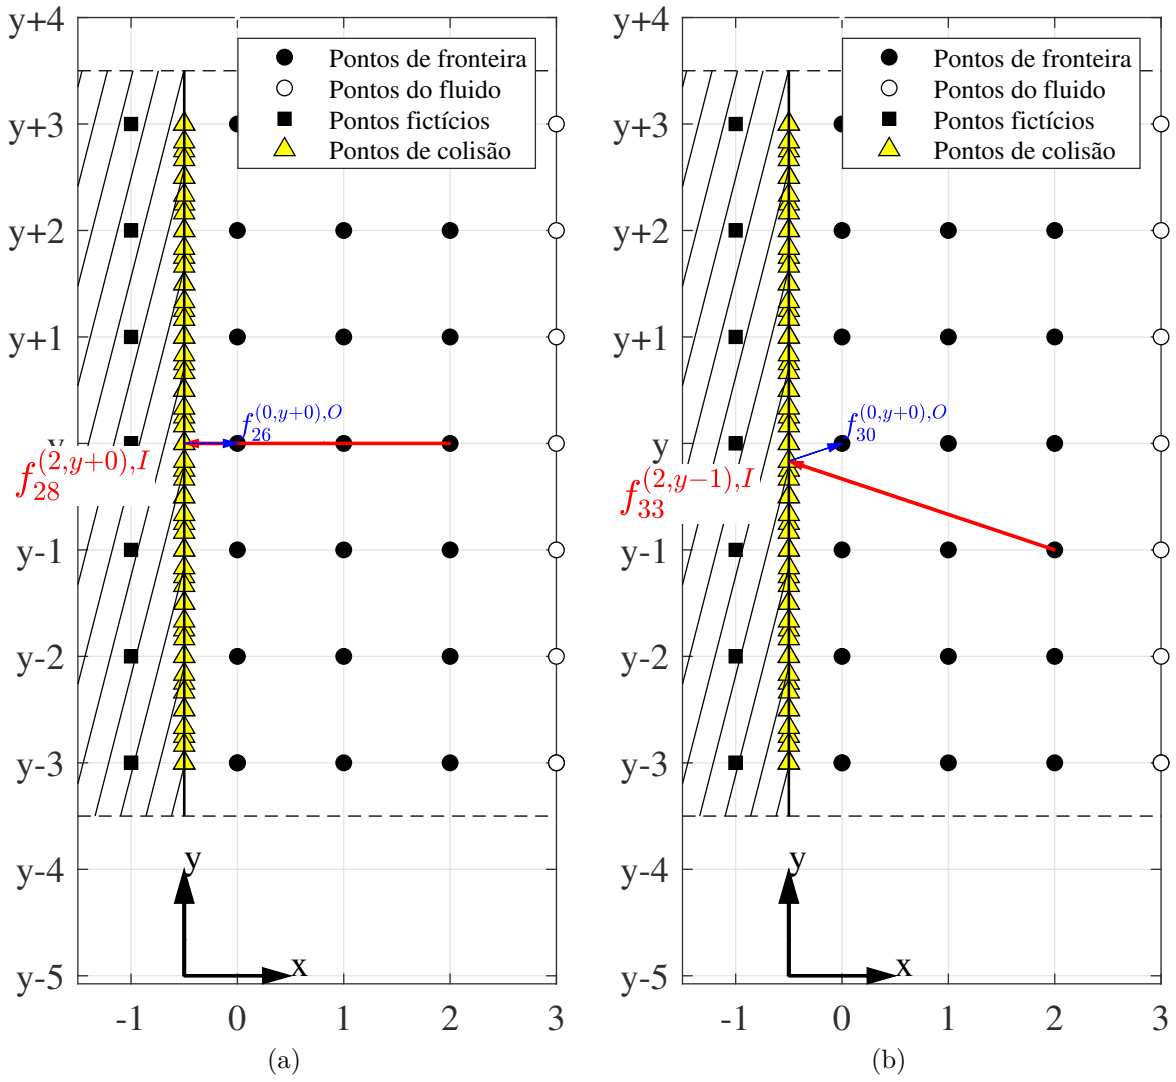 y+4
y+3
y+2
y+1
y
y-1
y-2
y-3
y-4
y-5
Pontos de fronteira
Pontos do fluido
Pontos fictícios
Pontos de colisão
f_{26}^{(0,y+0),O}
f_{28}^{(2,y+0),I}
y
x
-1 0 1 2 3
(a)
y+4
y+3
y+2
y+1
y
y-1
y-2
y-3
y-4
y-5
Pontos de fronteira
Pontos do fluido
Pontos fictícios
Pontos de colisão
f_{30}^{(0,y+0),O}
f_{33}^{(2,y-1),I}
y
x
-1 0 1 2 3
(b)